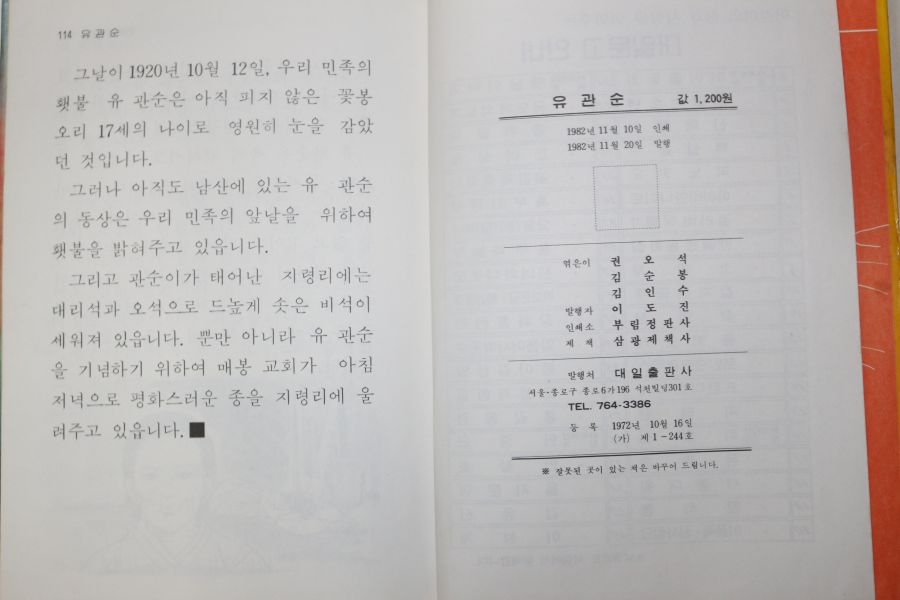 114 유 관 순
그날이 1920년 10월 12일, 우리 민족의
횃불 유 관순은 아직 피지 않은 꽃봉
오리 17세의 나이로 영원히 눈을 감았
던 것입니다.
그러나 아직도 남산에 있는 유 관순
의 동상은 우리 민족의 앞날을 위하여
횃불을 밝혀주고 있읍니다.
그리고 관순이가 태어난 지령리에는
대리석과 오석으로 드높게 솟은 비석이
세워져 있읍니다. 뿐만 아니라 유 관순
을 기념하기 위하여 매봉 교회가 아침
저녁으로 평화스러운 종을 지령리에 울
려주고 있읍니다.■
유 관 순 값 1,200원
1982년 11월 10일 인쇄
1982년 11월 20일 발행
엮은이 권 오 석
김 순 봉
김 인 수
발행자 이 도 진
인쇄소 부림정판사
제 책 삼광제책사
발행처 대일출판사
서울·종로구 종로6가196 석천빌딩301호
TEL. 764-3386
등 록 1972년 10월 16일
(가) 제1-244호
※ 잘못된 곳이 있는 책은 바꾸어 드립니다.